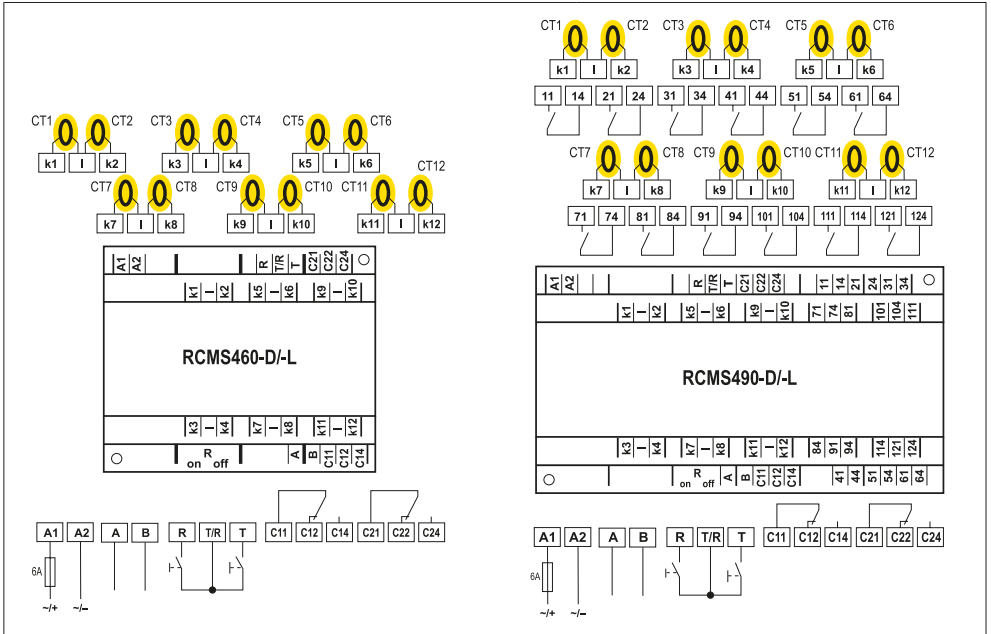 CT1 CT2 CT3 CT4 CT5 CT6
k1 I k2 k3 I k4 k5 I k6
CT7 CT8 CT9 CT10 CT11 CT12
k7 I k8 k9 I k10 k11 I k12
A1 A2 R T/R T C21 C22 C24
k1 I k2 k5 I k6 k9 I k10
RCMS460-D/-L
k3 I k4 k7 I k8 k11 I k12
on R off A B C11 C12 C14
A1 A2 A B R T/R T C11 C12 C14 C21 C22 C24
6A
~/+ ~/–
CT1 CT2 CT3 CT4 CT5 CT6
k1 I k2 k3 I k4 k5 I k6
11 14 21 24 31 34 41 44 51 54 61 64
CT7 CT8 CT9 CT10 CT11 CT12
k7 I k8 k9 I k10 k11 I k12
71 74 81 84 91 94 101 104 111 114 121 124
A1 A2 R T/R T C21 C22 C24 11 14 21 24 31 34
k1 I k2 k5 I k6 k9 I k10 71 74 81 101 104 111
RCMS490-D/-L
k3 I k4 k7 I k8 k11 I k12 84 91 94 114 121 124
on R off A B C11 C12 C14 41 44 51 54 61 64
A1 A2 A B R T/R T C11 C12 C14 C21 C22 C24
6A
~/+ ~/–